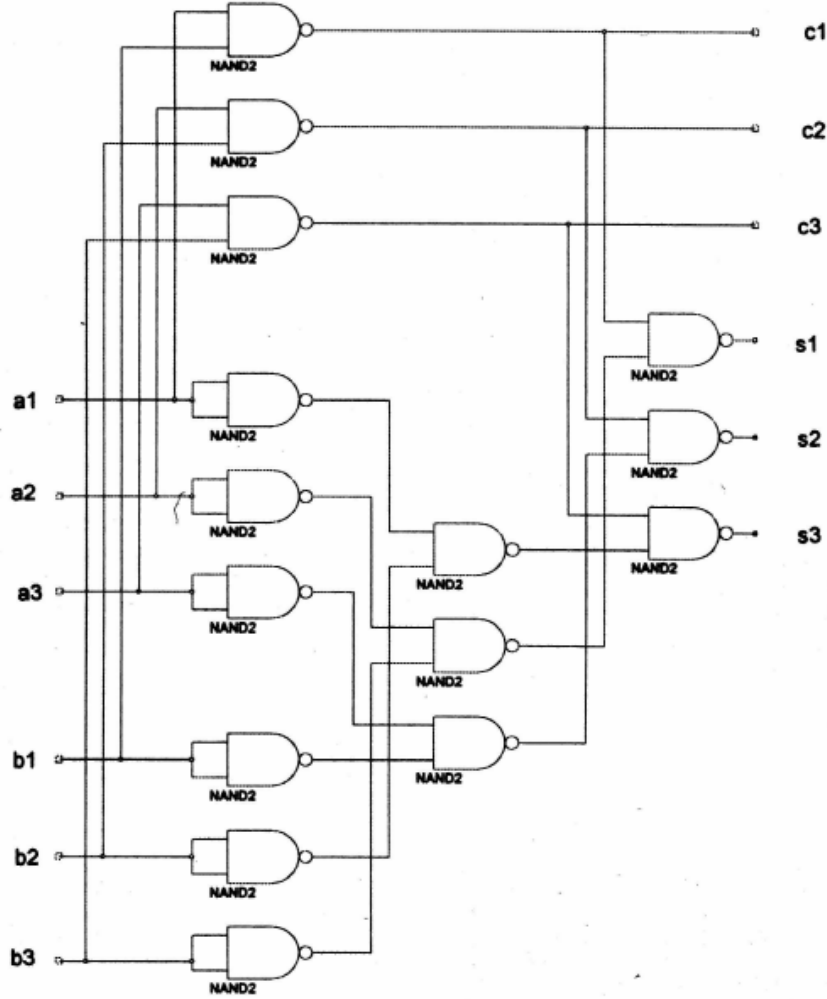 c1
NAND2
c2
NAND2
c3
NAND2
s1
NAND2
a1
NAND2
s2
NAND2
a2
NAND2
s3
NAND2
NAND2
a3
NAND2
NAND2
b1
NAND2
NAND2
b2
NAND2
b3
NAND2